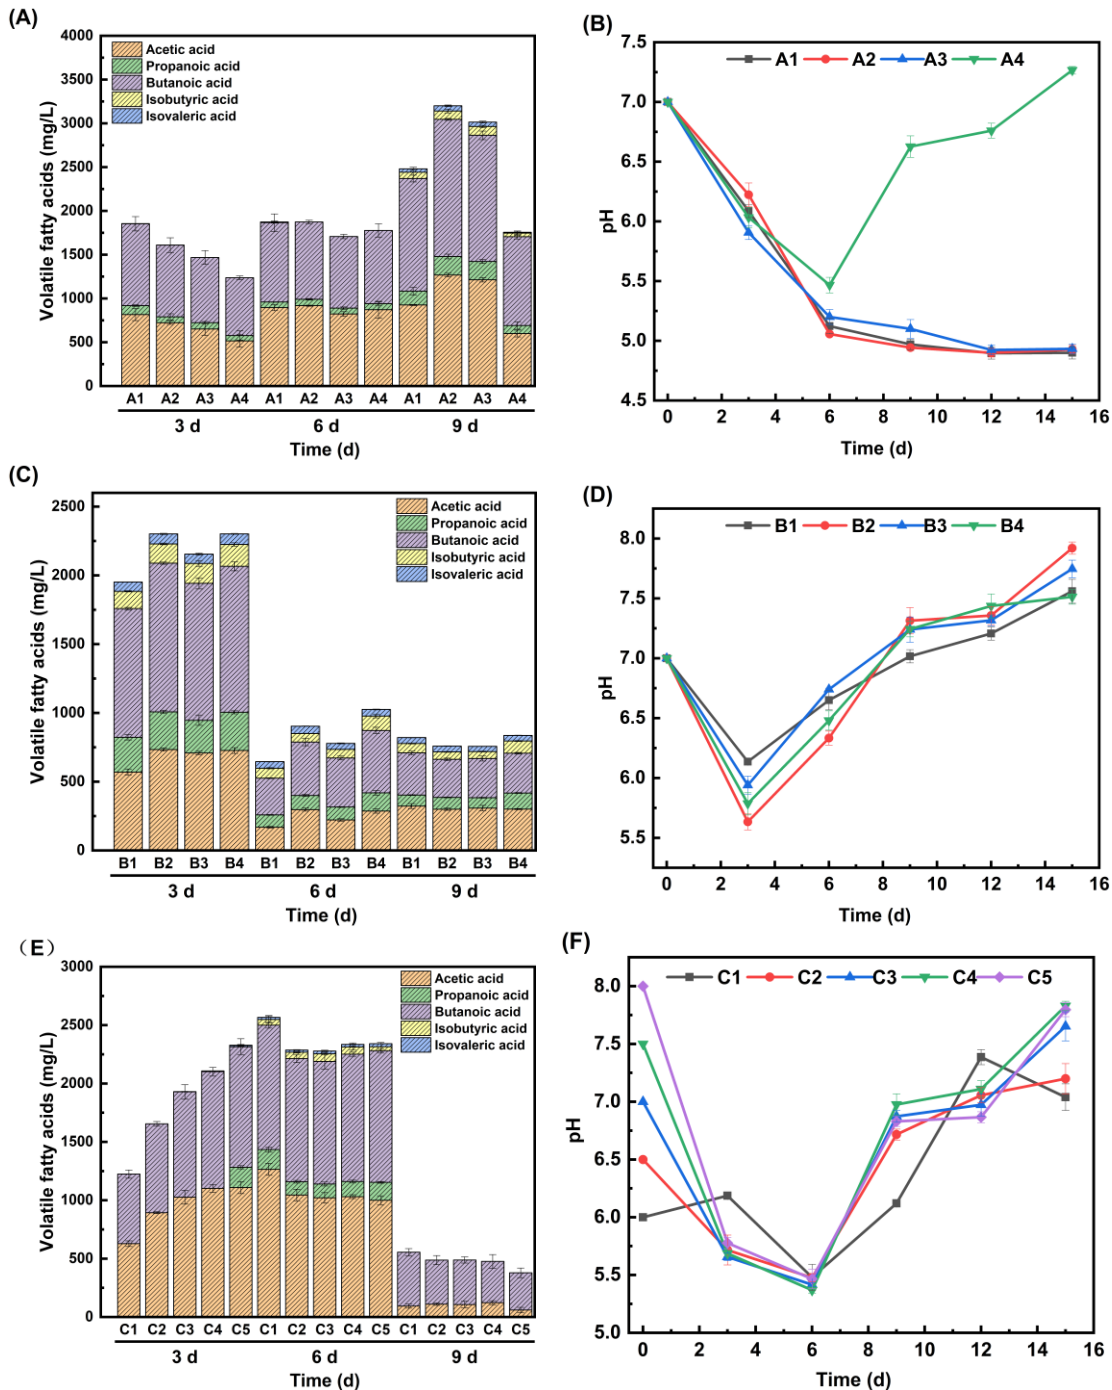 (A)
Volatile fatty acids (mg/L)
4000
3500
3000
2500
2000
1500
1000
500
0
Acetic acid
Propanoic acid
Butanoic acid
Isobutyric acid
Isovaleric acid
A1 A2 A3 A4 A1 A2 A3 A4 A1 A2 A3 A4
3 d 6 d 9 d
Time (d)
(B)
pH
7.5
7.0
6.5
6.0
5.5
5.0
4.5
A1 A2 A3 A4
0 2 4 6 8 10 12 14 16
Time (d)
(C)
Volatile fatty acids (mg/L)
2500
2000
1500
1000
500
0
Acetic acid
Propanoic acid
Butanoic acid
Isobutyric acid
Isovaleric acid
B1 B2 B3 B4 B1 B2 B3 B4 B1 B2 B3 B4
3 d 6 d 9 d
Time (d)
(D)
pH
8.0
7.5
7.0
6.5
6.0
5.5
B1 B2 B3 B4
0 2 4 6 8 10 12 14 16
Time (d)
（E）
Volatile fatty acids (mg/L)
3000
2500
2000
1500
1000
500
0
Acetic acid
Propanoic acid
Butanoic acid
Isobutyric acid
Isovaleric acid
C1 C2 C3 C4 C5 C1 C2 C3 C4 C5 C1 C2 C3 C4 C5
3 d 6 d 9 d
Time (d)
(F)
pH
8.0
7.5
7.0
6.5
6.0
5.5
5.0
C1 C2 C3 C4 C5
0 2 4 6 8 10 12 14 16
Time (d)